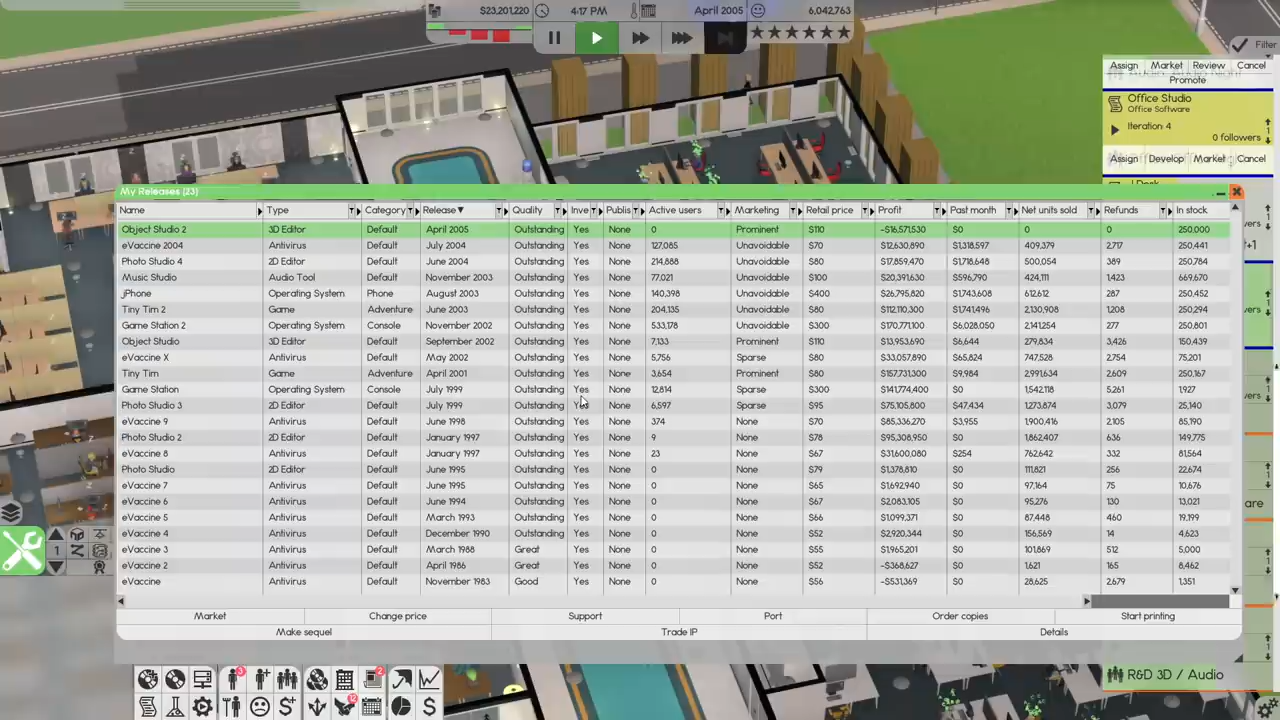 $23,201,220 4:17 PM April 2005 6,042,763
Filter
Assign Market Review Cancel
Promote
Office Studio
Office Software
Iteration: 4
0 followers
Assign Develop Market Cancel
My Releases (23)
Name Type Category Release▼ Quality Inve Publis Active users Marketing Retail price Profit Past month Net units sold Refunds In stock
Object Studio 2 3D Editor Default April 2005 Outstanding Yes None 0 Prominent $110 -$16,571,530 0 0 0 250,000
eVaccine 2004 Antivirus Default July 2004 Outstanding Yes None 127,085 Unavoidable $70 $12,630,890 $1,318,597 409,379 2,717 250,441
Photo Studio 4 2D Editor Default June 2004 Outstanding Yes None 214,888 Unavoidable $80 $17,859,470 $1,718,648 500,054 389 250,784
Music Studio Audio Tool Default November 2003 Outstanding Yes None 77,021 Unavoidable $100 $20,391,630 $596,790 424,111 1,423 669,670
jPhone Operating System Phone August 2003 Outstanding Yes None 140,398 Unavoidable $400 $26,795,820 $1,743,608 612,612 287 250,452
Tiny Tim 2 Game Adventure June 2003 Outstanding Yes None 204,135 Unavoidable $80 $112,110,300 $1,741,496 2,130,908 1,208 250,294
Game Station 2 Operating System Console November 2002 Outstanding Yes None 533,178 Unavoidable $300 $170,771,100 $6,028,050 2,141,254 277 250,801
Object Studio 3D Editor Default September 2002 Outstanding Yes None 7,133 Prominent $110 $13,953,690 $6,644 279,834 3,426 150,439
eVaccine X Antivirus Default May 2002 Outstanding Yes None 5,756 Sparse $80 $33,057,890 $65,824 747,528 2,754 75,201
Tiny Tim Game Adventure April 2001 Outstanding Yes None 3,654 Prominent $80 $157,731,300 $9,984 2,991,634 2,609 250,167
Game Station Operating System Console July 1999 Outstanding Yes None 12,814 Sparse $300 $141,774,400 $0 1,542,118 5,261 1,927
Photo Studio 3 2D Editor Default July 1999 Outstanding Yes None 6,597 Sparse $95 $75,105,800 $47,434 1,273,874 3,079 25,140
eVaccine 9 Antivirus Default June 1998 Outstanding Yes None 374 None $70 $85,336,270 $3,955 1,900,416 2,105 85,190
Photo Studio 2 2D Editor Default January 1997 Outstanding Yes None 9 None $78 $95,308,950 $0 1,862,407 636 149,775
eVaccine 8 Antivirus Default January 1997 Outstanding Yes None 23 None $67 $31,600,080 $254 762,642 332 81,564
Photo Studio 2D Editor Default June 1995 Outstanding Yes None 0 None $79 $1,378,810 $0 111,821 256 22,674
eVaccine 7 Antivirus Default June 1995 Outstanding Yes None 0 None $65 $1,692,940 $0 97,164 75 10,676
eVaccine 6 Antivirus Default June 1994 Outstanding Yes None 0 None $67 $2,083,105 $0 95,276 130 13,021
eVaccine 5 Antivirus Default March 1993 Outstanding Yes None 0 None $66 $1,099,371 $0 87,448 460 19,199
eVaccine 4 Antivirus Default December 1990 Outstanding Yes None 0 None $52 $2,920,344 $0 156,569 14 4,623
eVaccine 3 Antivirus Default March 1988 Great Yes None 0 None $55 $1,965,201 $0 101,869 512 5,000
eVaccine 2 Antivirus Default April 1986 Great Yes None 0 None $52 -$368,627 $0 1,621 165 8,462
eVaccine Antivirus Default November 1983 Good Yes None 0 None $56 -$531,369 $0 28,625 2,679 1,351
Market Change price Support Port Order copies Start printing
Make sequel Trade IP Details
1
3 2
12
R&D 3D / Audio